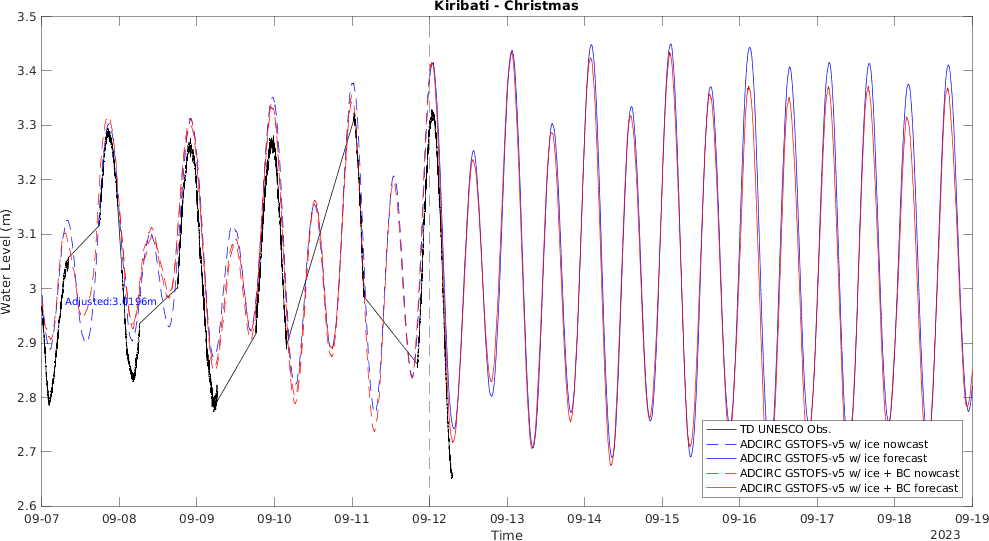 Kiribati - Christmas
3.5
3.4
3.3
3.2
3.1
3
2.9
2.8
2.7
2.6
Water Level (m)
Adjusted:3.0196m
TD UNESCO Obs.
ADCIRC GSTOFS-v5 w/ ice nowcast
ADCIRC GSTOFS-v5 w/ ice forecast
ADCIRC GSTOFS-v5 w/ ice + BC nowcast
ADCIRC GSTOFS-v5 w/ ice + BC forecast
09-07 09-08 09-09 09-10 09-11 09-12 09-13 09-14 09-15 09-16 09-17 09-18 09-19
Time
2023